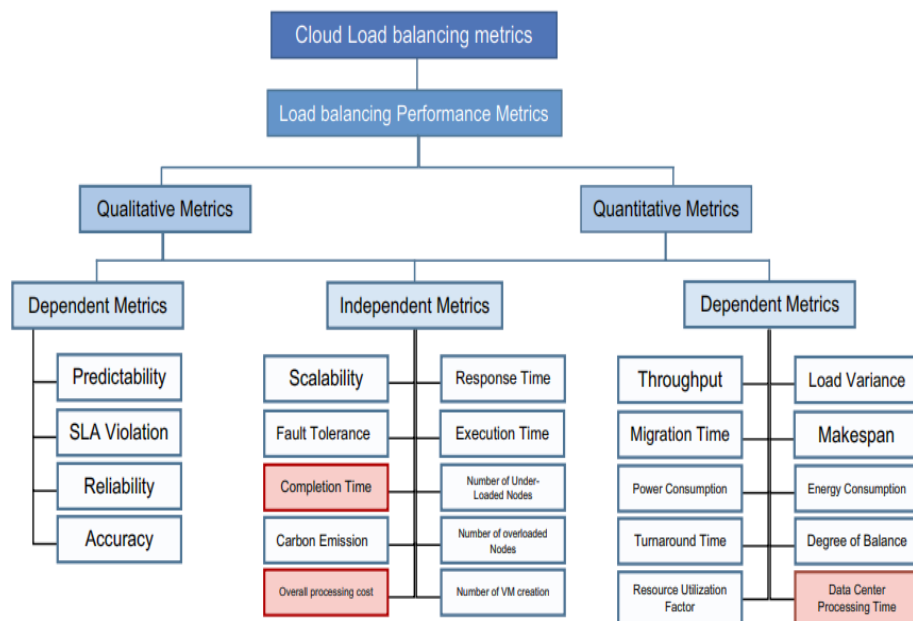 Cloud Load balancing metrics
Load balancing Performance Metrics
Qualitative Metrics
Quantitative Metrics
Dependent Metrics
Independent Metrics
Dependent Metrics
Predictability
SLA Violation
Reliability
Accuracy
Scalability
Response Time
Fault Tolerance
Execution Time
Completion Time
Number of Under-
Loaded Nodes
Carbon Emission
Number of overloaded
Nodes
Overall processing cost
Number of VM creation
Throughput
Load Variance
Migration Time
Makespan
Power Consumption
Energy Consumption
Turnaround Time
Degree of Balance
Resource Utilization
Factor
Data Center
Processing Time